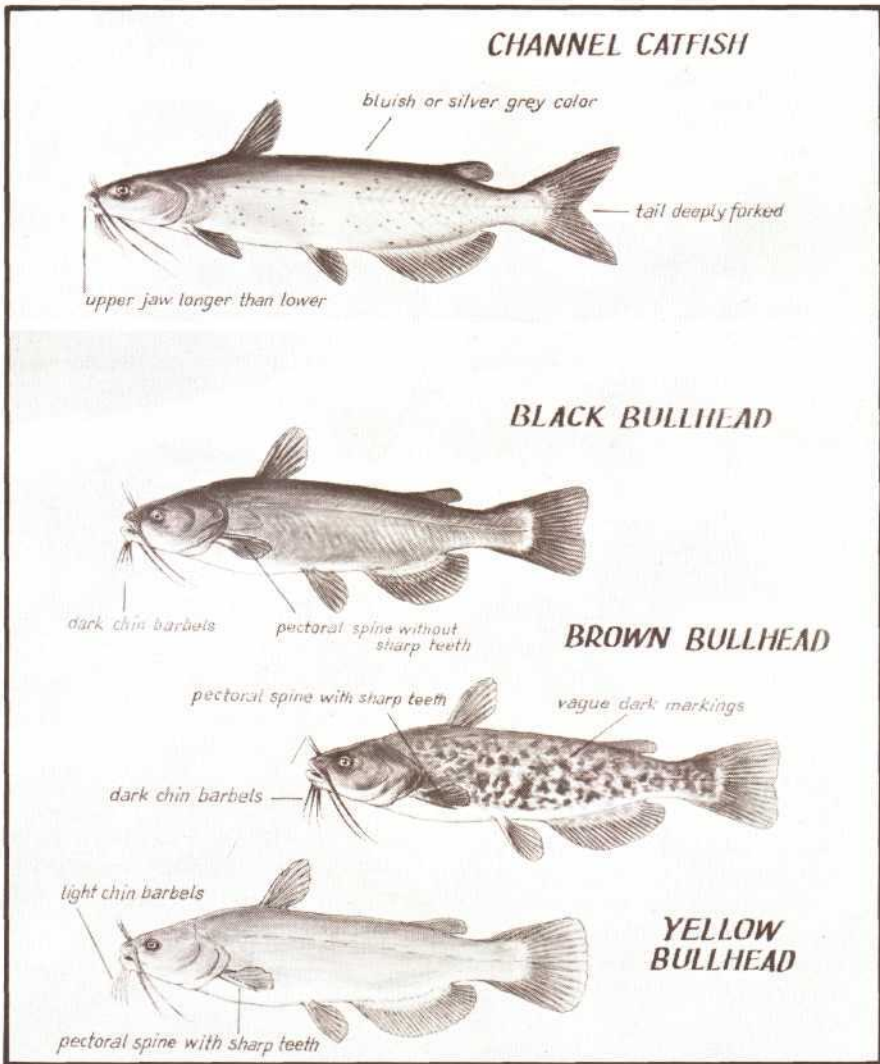 CHANNEL CATFISH
bluish or silver grey color
tail deeply forked
upper jaw longer than lower
BLACK BULLHEAD
dark chin barbels
pectoral spine without
sharp teeth
BROWN BULLHEAD
pectoral spine with sharp teeth
vague dark markings
dark chin barbels
light chin barbels
YELLOW
BULLHEAD
pectoral spine with sharp teeth